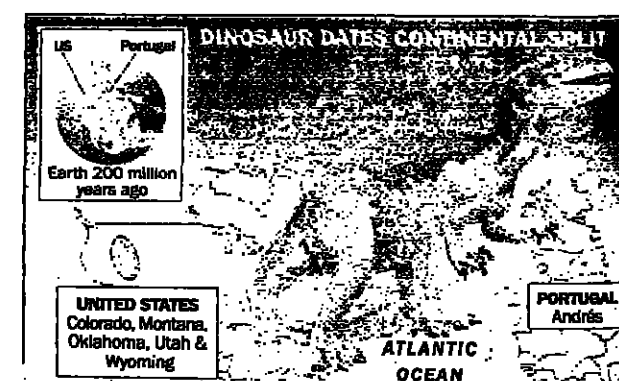 DINOSAUR DATES CONTINENTAL SPLIT
US Portugal
Earth 200 million
years ago
UNITED STATES
Colorado, Montana,
Oklahoma, Utah &
Wyoming
PORTUGAL
Andrés
ATLANTIC
OCEAN